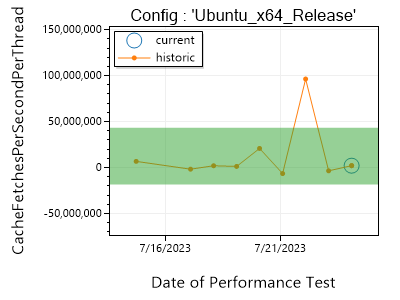 Config : 'Ubuntu_x64_Release'
CacheFetchesPerSecondPerThread
150,000,000
100,000,000
50,000,000
0
-50,000,000
current
historic
7/16/2023
7/21/2023
Date of Performance Test